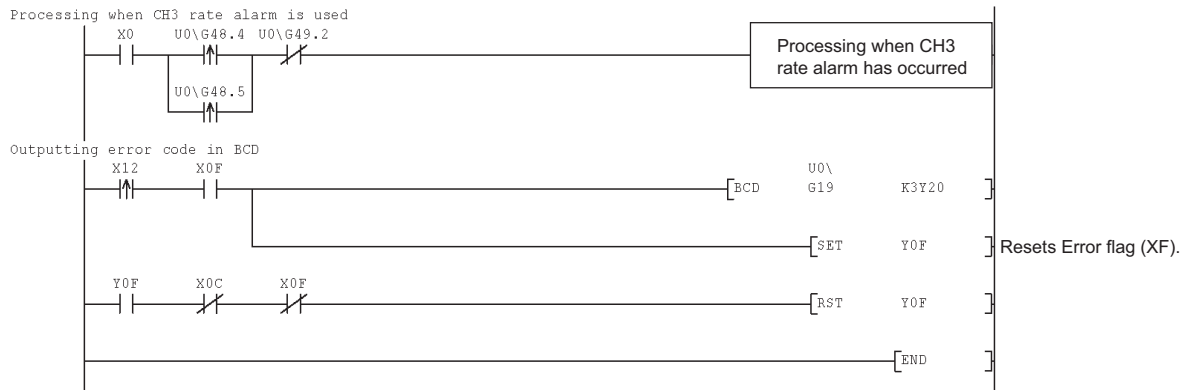 Processing when CH3 rate alarm is used
X0 U0\G48.4 U0\G49.2
Processing when CH3
rate alarm has occurred
U0\G48.5
Outputting error code in BCD
X12 X0F U0\
BCD G19 K3Y20
SET Y0F Resets Error flag (XF).
Y0F X0C X0F
RST Y0F
END